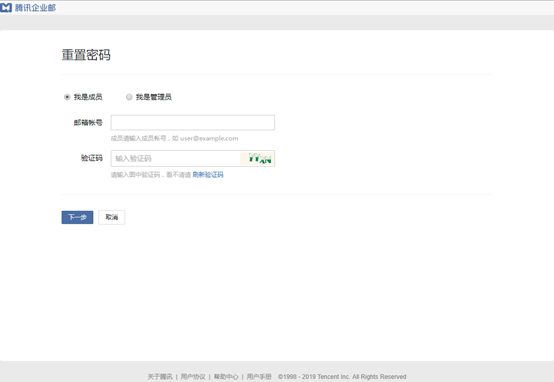 腾讯企业邮
重置密码
我是成员 我是管理员
邮箱帐号
成员请输入成员帐号，如 user@example.com
验证码 输入验证码
请输入图中验证码，看不清请 刷新验证码
下一步 取消
关于腾讯 | 用户协议 | 帮助中心 | 用户手册 ©1998 - 2019 Tencent Inc. All Rights Reserved